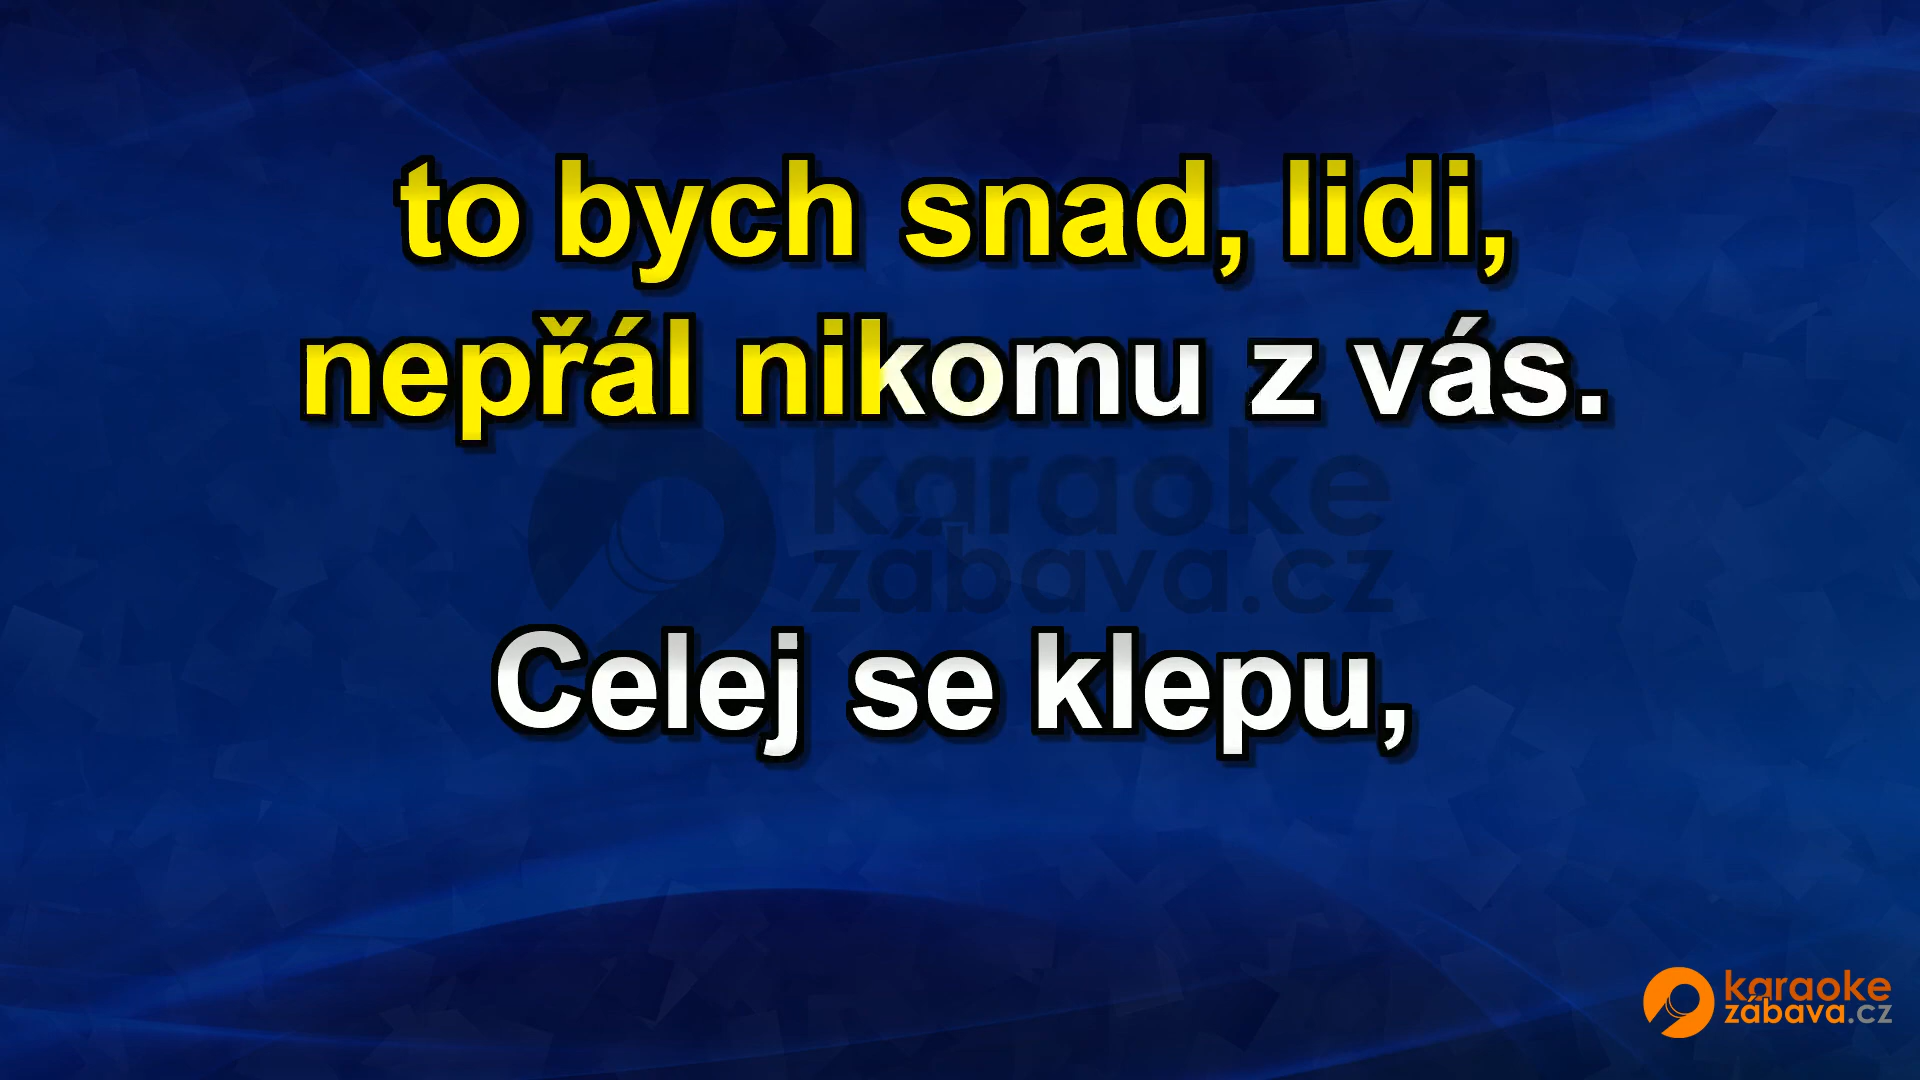 to bych snad, lidi,
nepřál nikomu z vás.
karaoke
zábava.cz
Celej se klepu,
karaoke
zábava.cz